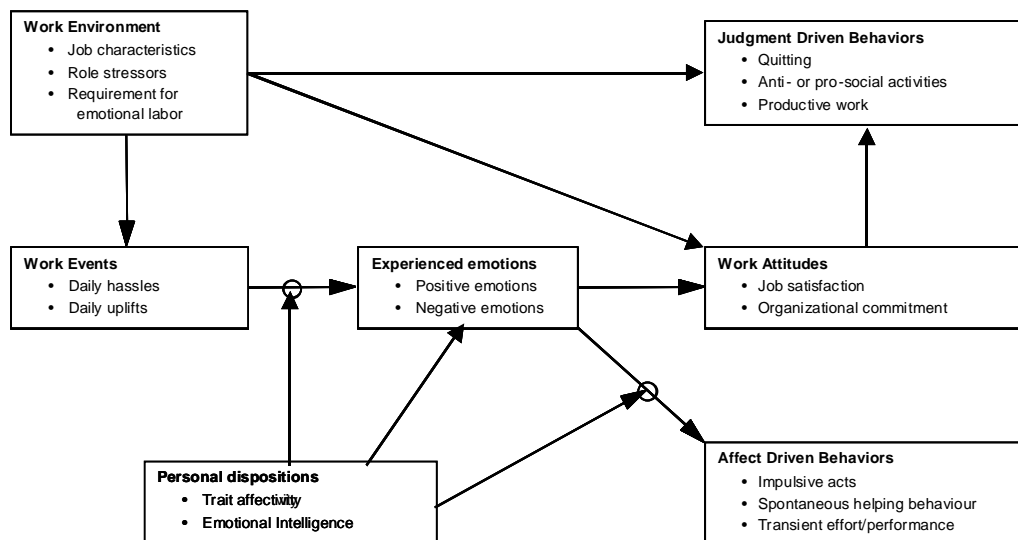 Work Environment
• Job characteristics
• Role stressors
• Requirement for
emotional labor
Judgment Driven Behaviors
• Quitting
• Anti- or pro-social activities
• Productive work
Work Events
• Daily hassles
• Daily uplifts
Experienced emotions
• Positive emotions
• Negative emotions
Work Attitudes
• Job satisfaction
• Organizational commitment
Personal dispositions
• Trait affectivity
• Emotional Intelligence
Affect Driven Behaviors
• Impulsive acts
• Spontaneous helping behaviour
• Transient effort/performance